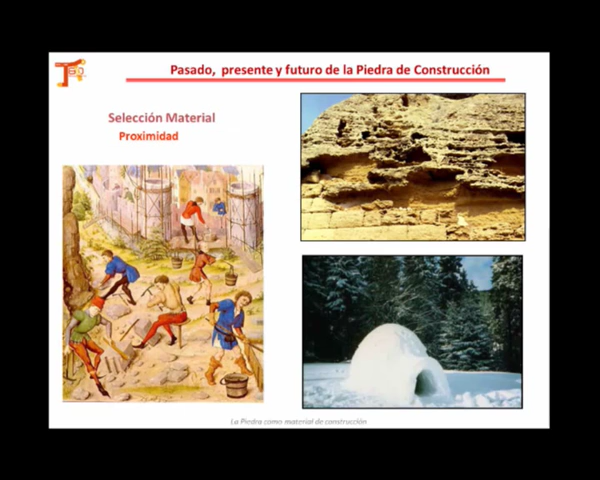 Pasado, presente y futuro de la Piedra de Construcción
Selección Material
Proximidad
La Piedra como material de construcción